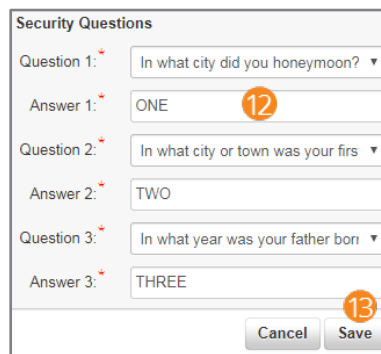 Security Questions
Question 1:* In what city did you honeymoon?
Answer 1:* ONE 12
Question 2:* In what city or town was your firs
Answer 2:* TWO
Question 3:* In what year was your fatherborr
Answer 3:* THREE
13
Cancel Save